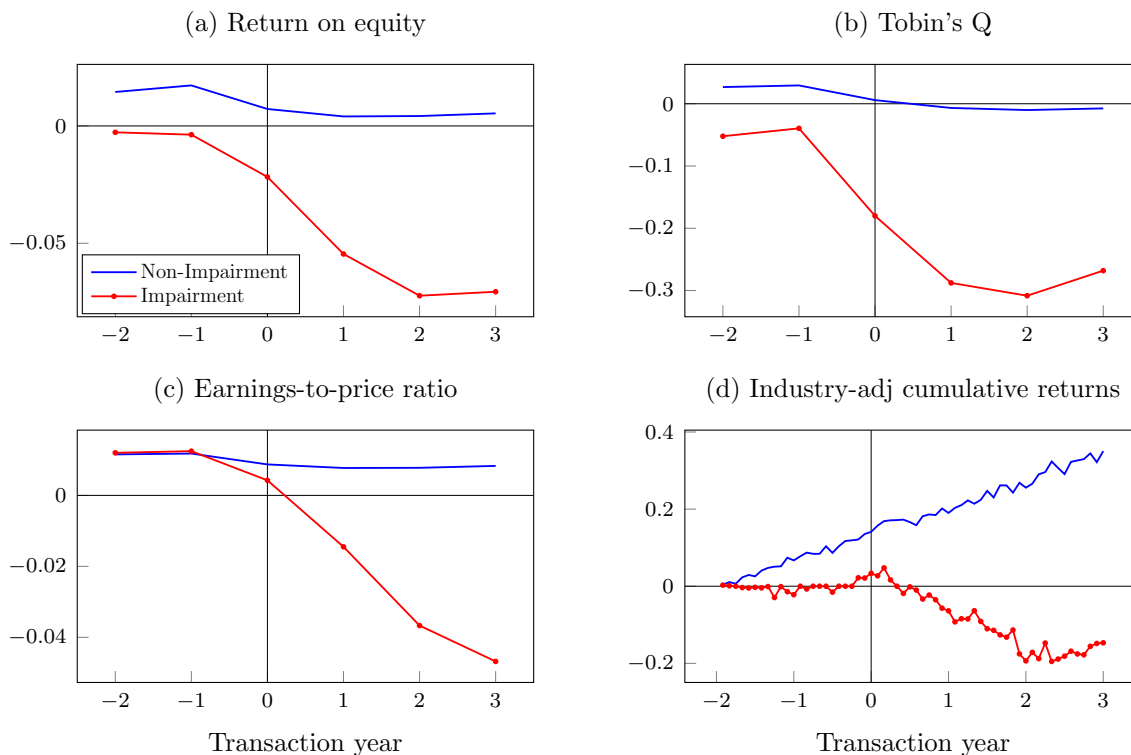 (a) Return on equity
0
−0.05
Non-Impairment
Impairment
−2 −1 0 1 2 3
(b) Tobin's Q
0
−0.1
−0.2
−0.3
−2 −1 0 1 2 3
(c) Earnings-to-price ratio
0
−0.02
−0.04
−2 −1 0 1 2 3
Transaction year
(d) Industry-adj cumulative returns
0.4
0.2
0
−0.2
−2 −1 0 1 2 3
Transaction year